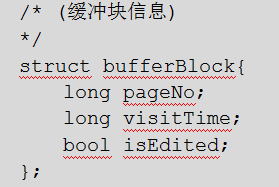 /* (缓冲块信息)
*/
struct bufferBlock{
long pageNo;
long visitTime;
bool isEdited;
};